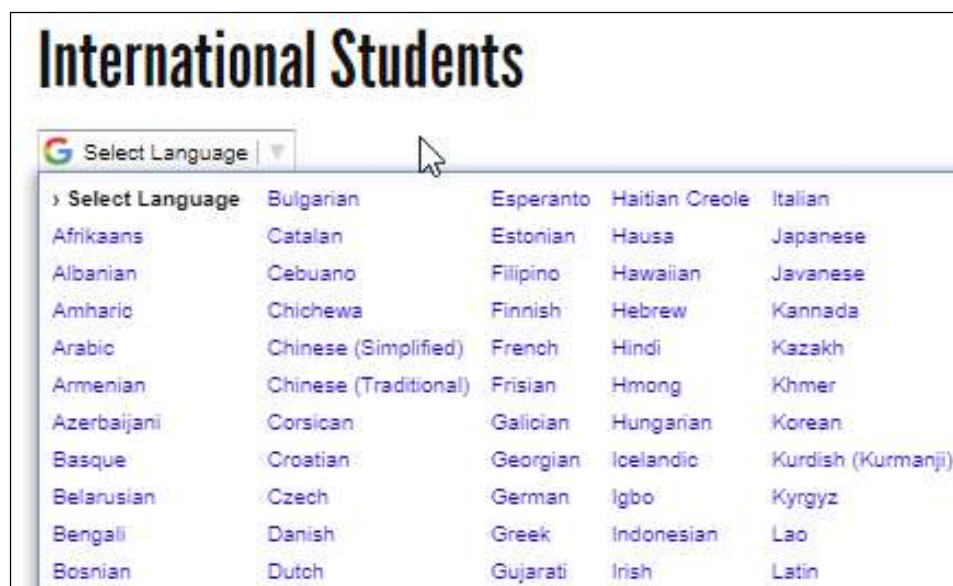 International Students
G Select Language
› Select Language Bulgarian Esperanto Haitian Creole Italian
Afrikaans Catalan Estonian Hausa Japanese
Albanian Cebuano Filipino Hawaiian Javanese
Amharic Chichewa Finnish Hebrew Kannada
Arabic Chinese (Simplified) French Hindi Kazakh
Armenian Chinese (Traditional) Frisian Hmong Khmer
Azerbaijani Corsican Galician Hungarian Korean
Basque Croatian Georgian Icelandic Kurdish (Kurmanji)
Belarusian Czech German Igbo Kyrgyz
Bengali Danish Greek Indonesian Lao
Bosnian Dutch Gujarati Irish Latin